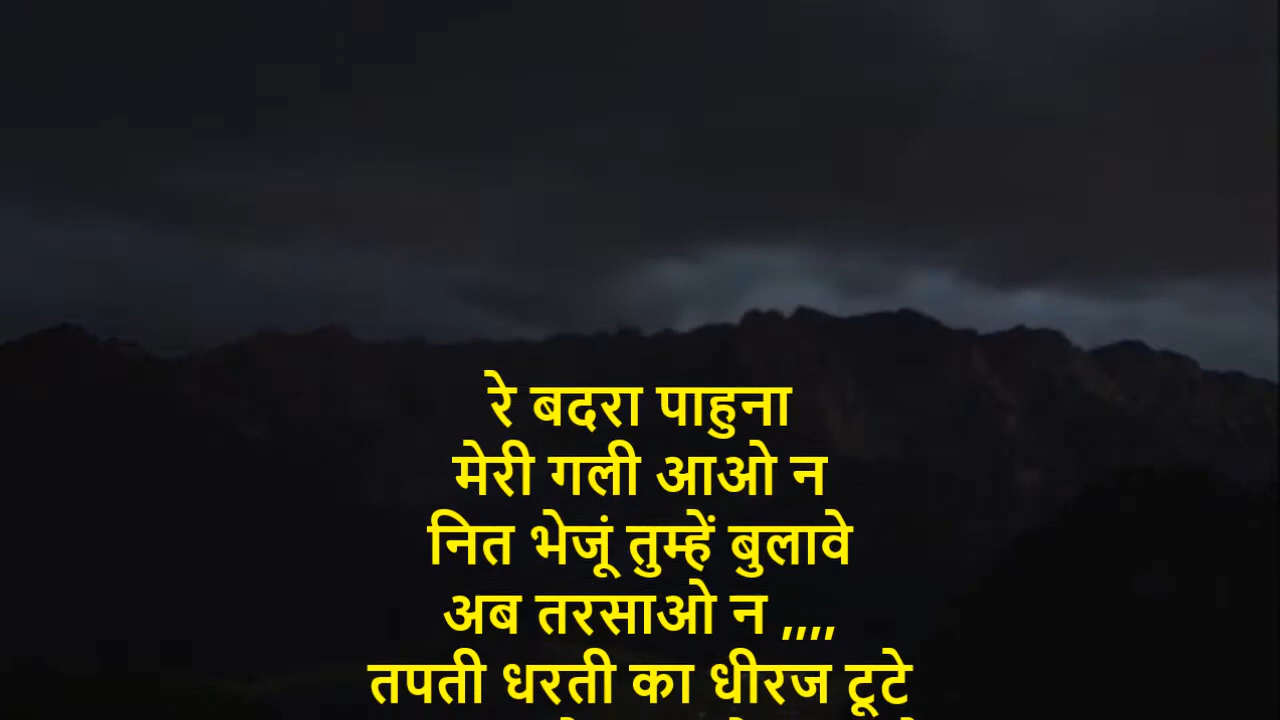 रे बदरा पाहुना
मेरी गली आओ न
नित भेजूं तुम्हें बुलावे
अब तरसाओ न ,,,,
तपती धरती का धीरज टूटे